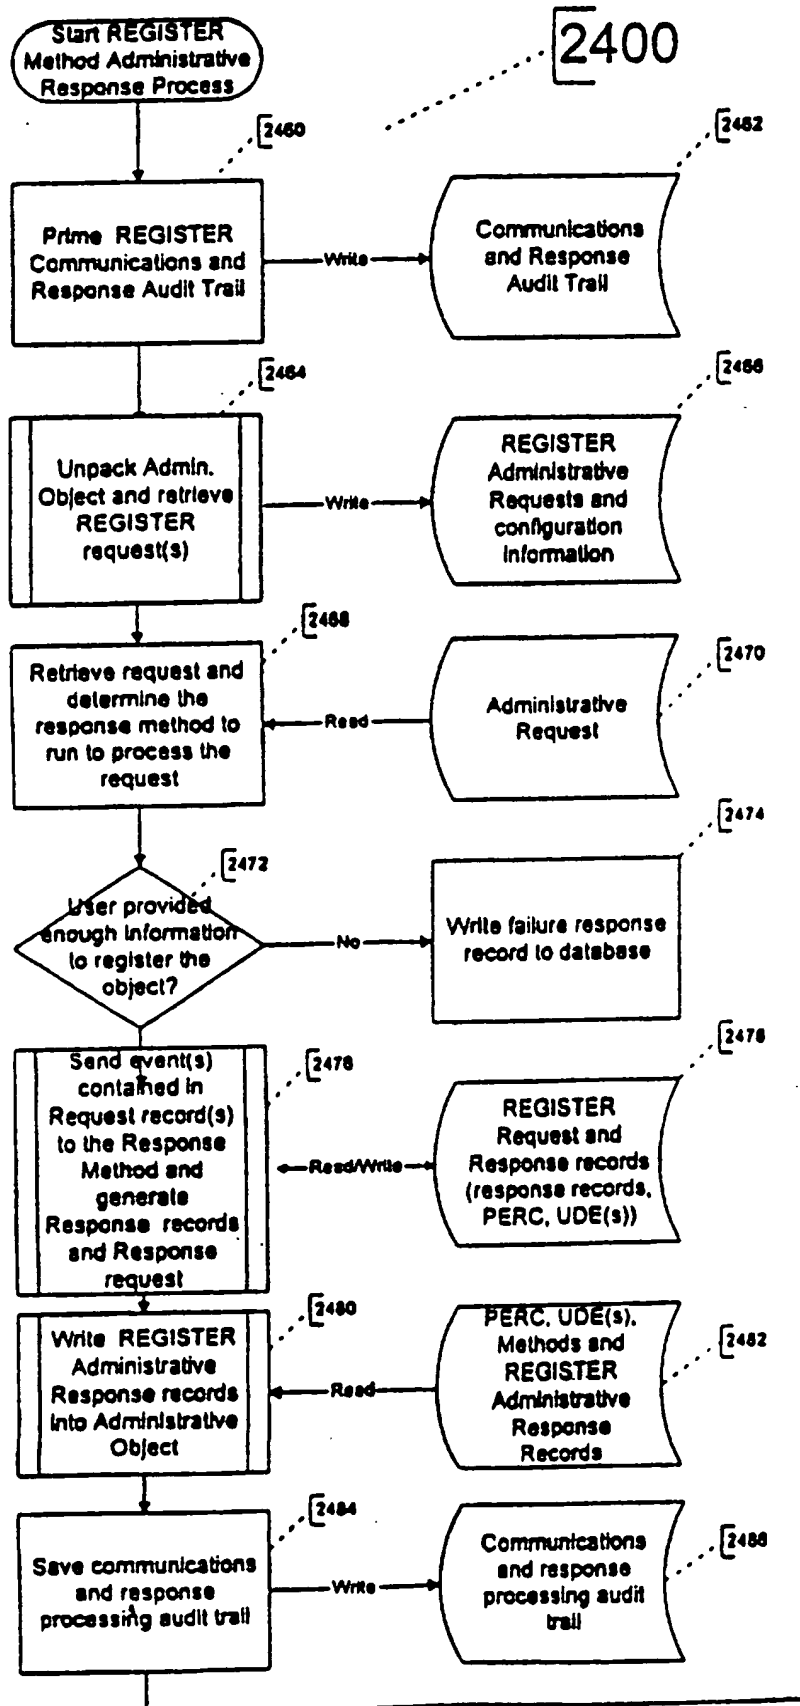 Start REGISTER
Method Administrative
Response Process
2400
2460
2462
Prime REGISTER
Communications and
Response Audit Trail
Write
Communications
and Response
Audit Trail
2464
2466
Unpack Admin.
Object and retrieve
REGISTER
request(s)
Write
REGISTER
Administrative
Requests and
configuration
Information
2468
2470
Retrieve request and
determine the
response method to
run to process the
request
Read
Administrative
Request
2472
2474
User provided
enough Information
to register the
object?
No
Write failure response
record to database
2476
2478
Send event(s)
contained in
Request record(s)
to the Response
Method and
generate
Response records
and Response
request
Read/Write
REGISTER
Request and
Response records
(response records,
PERC, UDE(s))
2480
2482
Write REGISTER
Administrative
Response records
Into Administrative
Object
Read
PERC, UDE(s),
Methods and
REGISTER
Administrative
Response
Records
2484
2486
Save communications
and response
processing audit trail
Write
Communications
and response
processing audit
trail